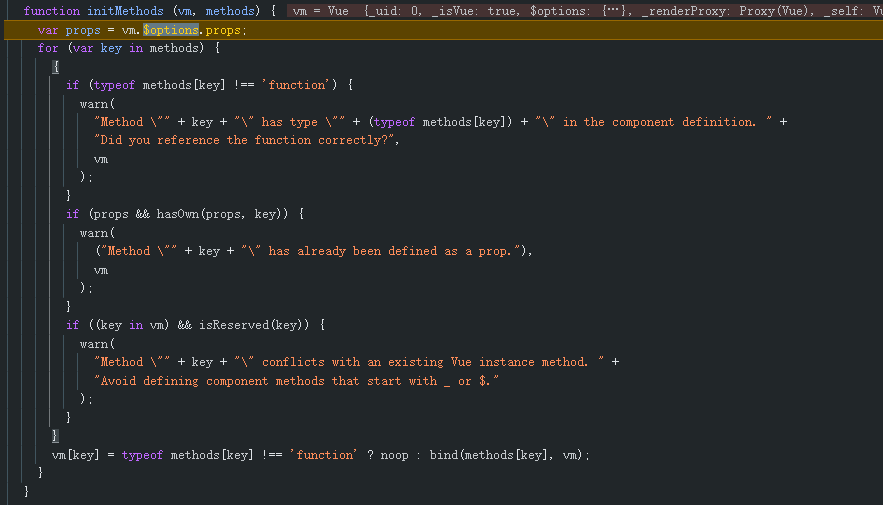 function initMethods (vm, methods) { vm = Vue {_uid: 0, _isVue: true, $options: {…}, _renderProxy: Proxy(Vue), _self: Vu
var props = vm.$options.props;
for (var key in methods) {
{
if (typeof methods[key] !== 'function') {
warn(
"Method \"" + key + "\" has type \"" + (typeof methods[key]) + "\" in the component definition. " +
"Did you reference the function correctly?",
vm
);
}
if (props && hasOwn(props, key)) {
warn(
("Method \"" + key + "\" has already been defined as a prop."),
vm
);
}
if ((key in vm) && isReserved(key)) {
warn(
"Method \"" + key + "\" conflicts with an existing Vue instance method. " +
"Avoid defining component methods that start with _ or $."
);
}
}
vm[key] = typeof methods[key] !== 'function' ? noop : bind(methods[key], vm);
}
}